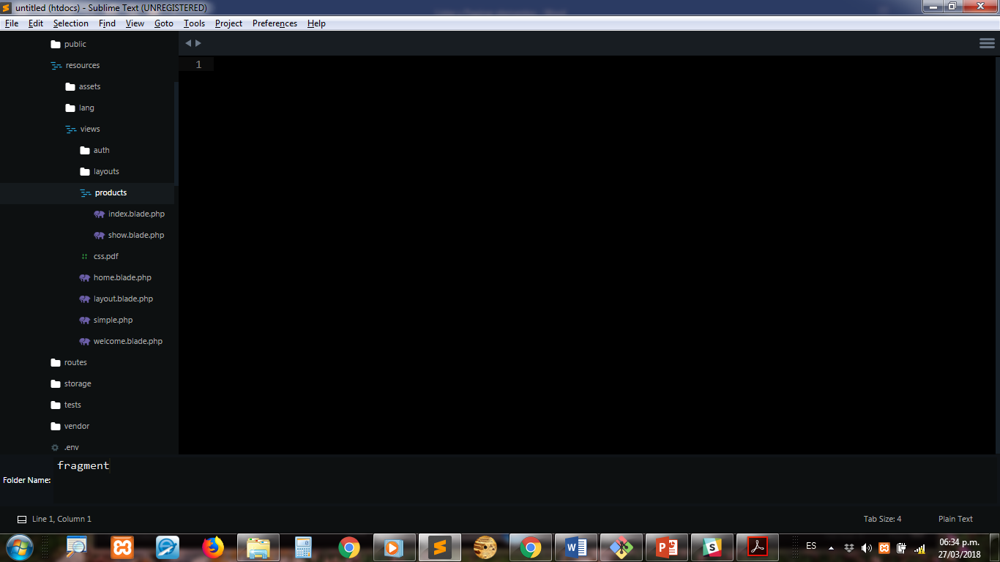 untitled (htdocs) - Sublime Text (UNREGISTERED)
File Edit Selection Find View Goto Tools Project Preferences Help
public
resources
assets
lang
views
auth
layouts
products
index.blade.php
show.blade.php
css.pdf
home.blade.php
layout.blade.php
simple.php
welcome.blade.php
routes
storage
tests
vendor
.env
1
Folder Name: fragment
Line 1, Column 1 Tab Size: 4 Plain Text
ES 06:34 p.m.
27/03/2018